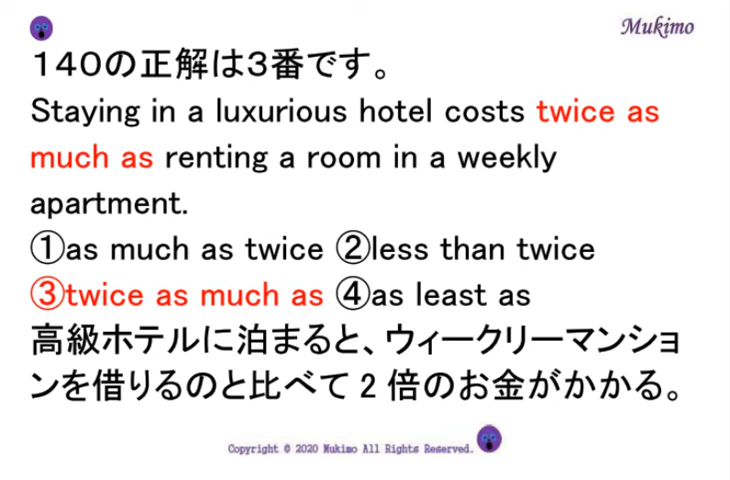 Mukimo
140の正解は3番です。
Staying in a luxurious hotel costs twice as
much as renting a room in a weekly
apartment.
①as much as twice ②less than twice
③twice as much as ④as least as
高級ホテルに泊まると、ウィークリーマンショ
ンを借りるのと比べて2倍のお金がかかる。
Copyright © 2020 Mukimo All Rights Reserved.